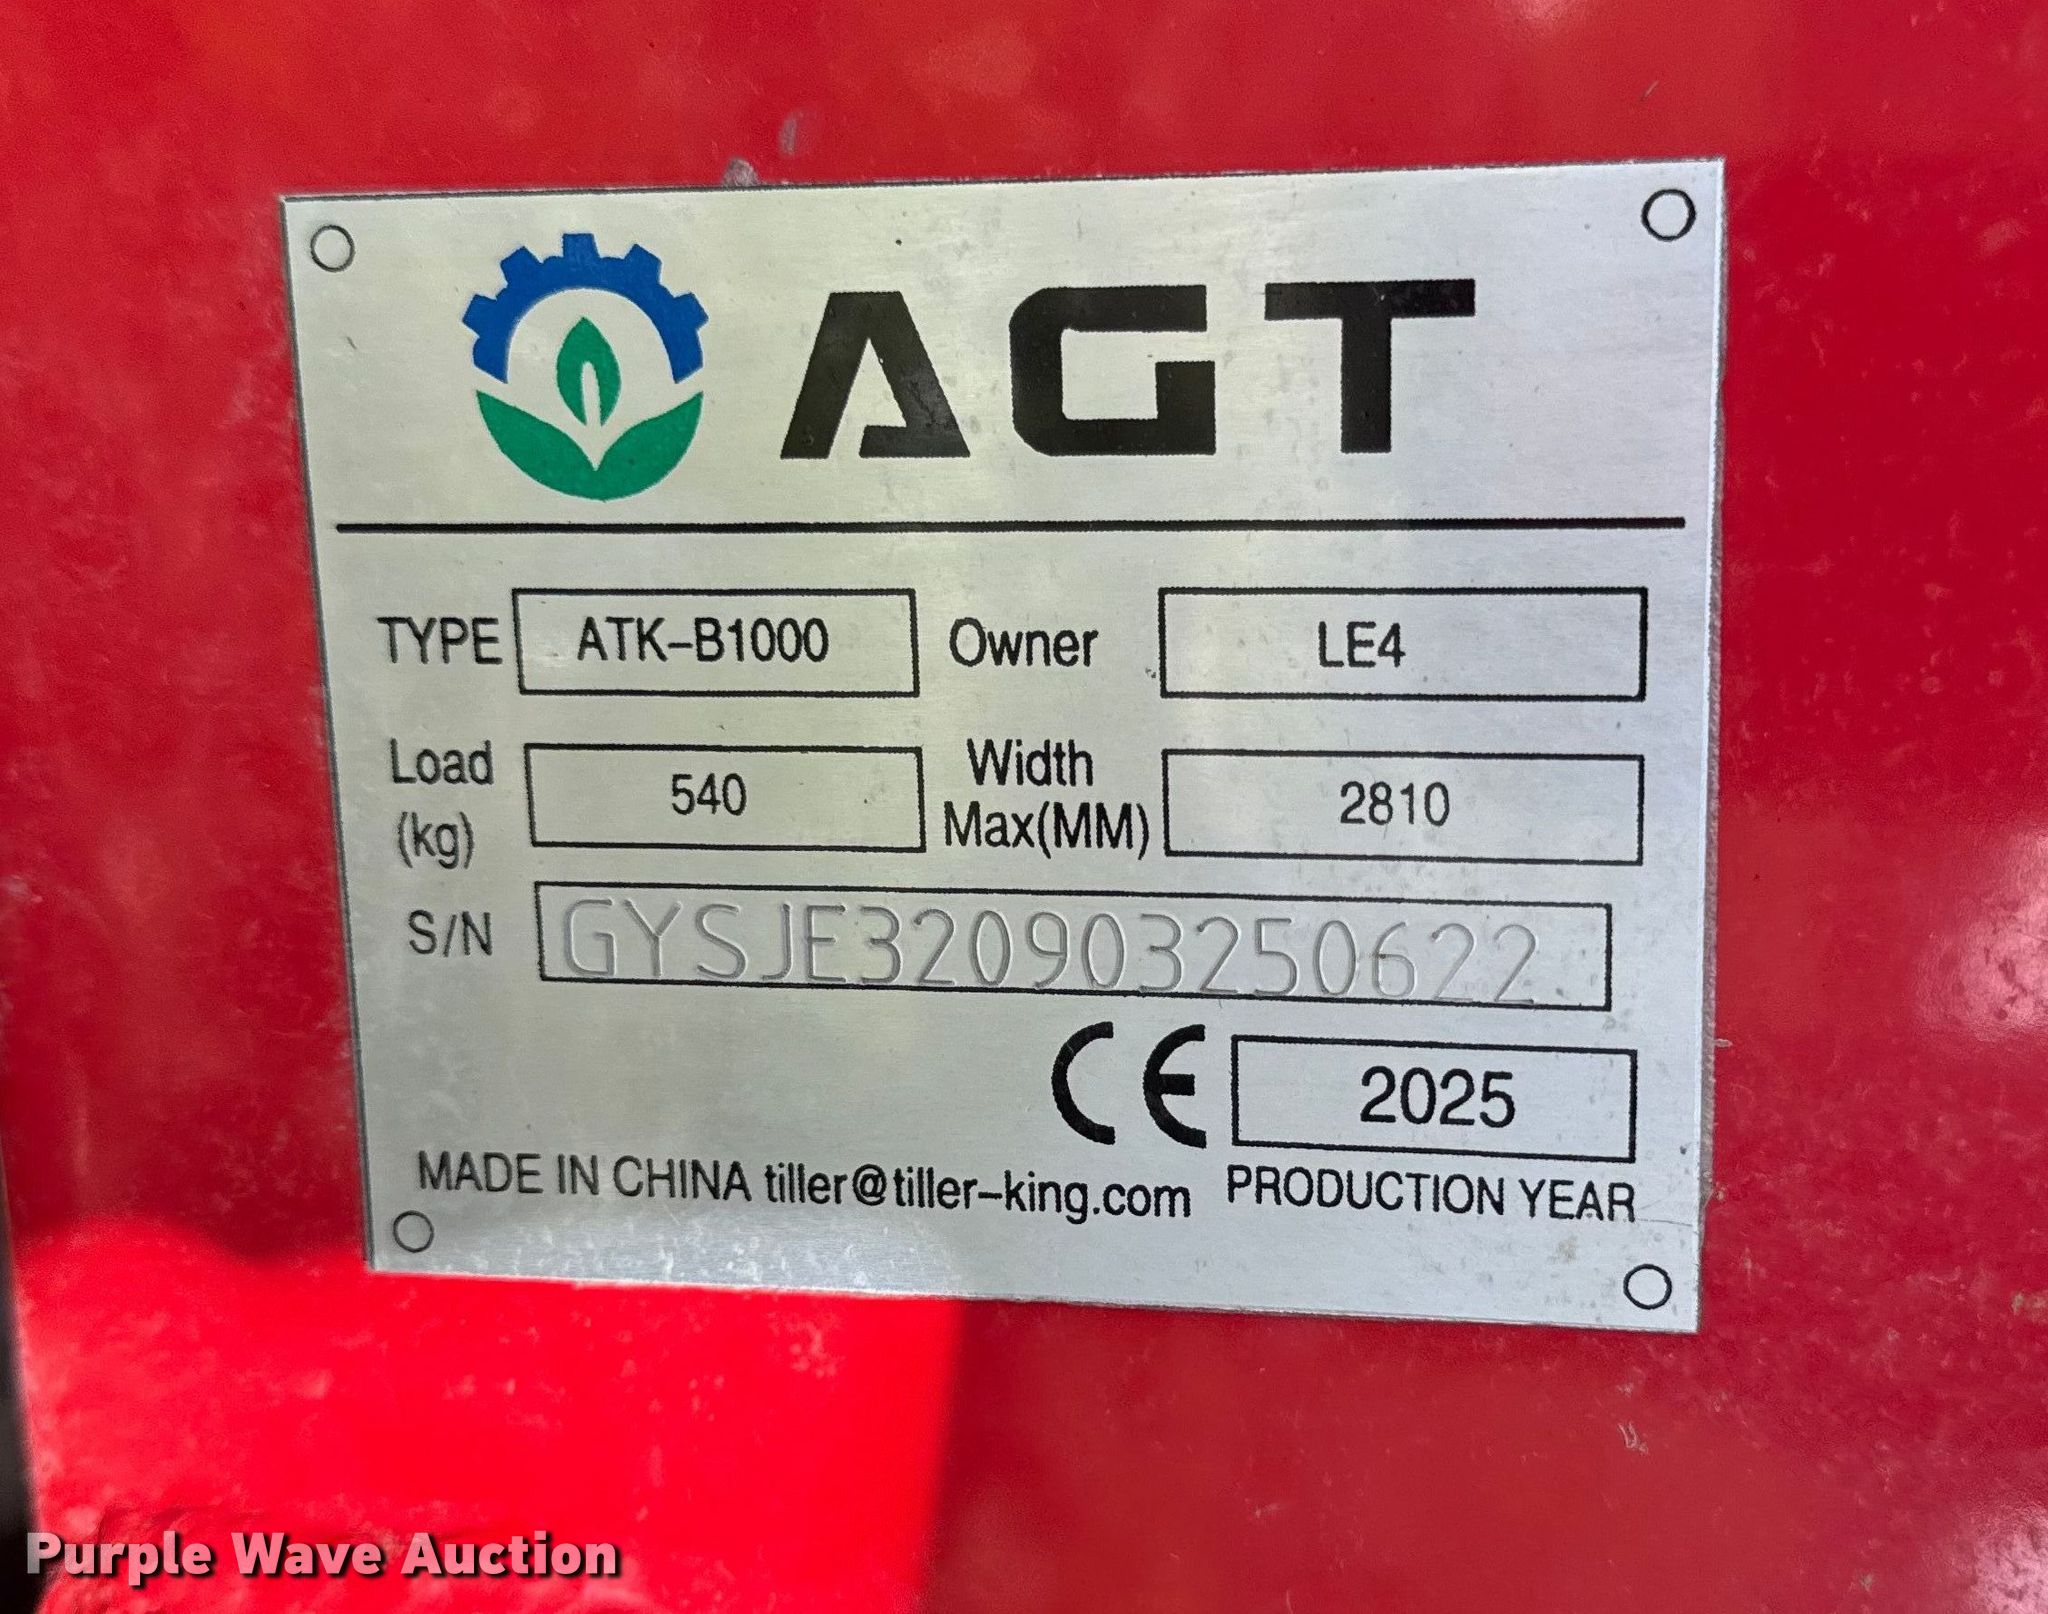 AGT
TYPE ATK-B1000 Owner LE4
Load (kg) 540 Width Max(MM) 2810
S/N GYSJE320903250622
CE 2025
MADE IN CHINA tiller@tiller-king.com PRODUCTION YEAR
Purple Wave Auction